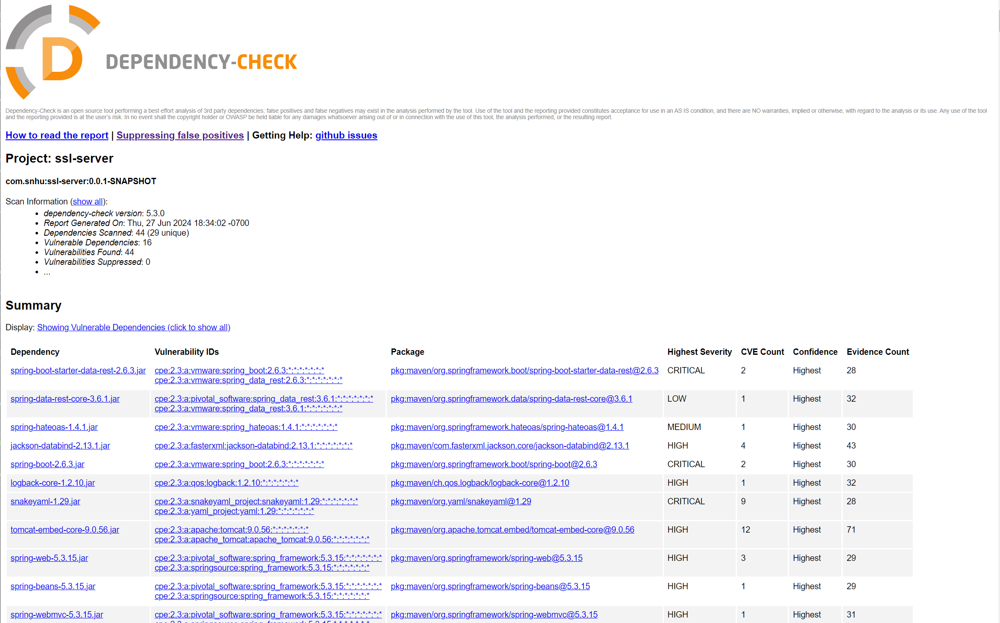 D
DEPENDENCY-CHECK
Dependency-Check is an open source tool performing a best effort analysis of 3rd party dependencies; false positives and false negatives may exist in the analysis performed by the tool. Use of the tool and the reporting provided constitutes acceptance for use in an AS IS condition, and there are NO warranties, implied or otherwise, with regard to the analysis or its use. Any use of the tool
and the reporting provided is at the user's risk. In no event shall the copyright holder or OWASP be held liable for any damages whatsoever arising out of or in connection with the use of this tool, the analysis performed, or the resulting report.
How to read the report | Suppressing false positives | Getting Help: github issues
Project: ssl-server
com.snhu:ssl-server:0.0.1-SNAPSHOT
Scan Information (show all):
• dependency-check version: 5.3.0
• Report Generated On: Thu, 27 Jun 2024 18:34:02 -0700
• Dependencies Scanned: 44 (29 unique)
• Vulnerable Dependencies: 16
• Vulnerabilities Found: 44
• Vulnerabilities Suppressed: 0
• ...
Summary
Display: Showing Vulnerable Dependencies (click to show all)
Dependency Vulnerability IDs Package Highest Severity CVE Count Confidence Evidence Count
spring-boot-starter-data-rest-2.6.3.jar cpe:2.3:a:vmware:spring_boot:2.6.3:*:*:*:*:*:*:* pkg:maven/org.springframework.boot/spring-boot-starter-data-rest@2.6.3 CRITICAL 2 Highest 28
cpe:2.3:a:vmware:spring_data_rest:2.6.3:*:*:*:*:*:*:*
spring-data-rest-core-3.6.1.jar cpe:2.3:a:pivotal_software:spring_data_rest:3.6.1:*:*:*:*:*:*:* pkg:maven/org.springframework.data/spring-data-rest-core@3.6.1 LOW 1 Highest 32
cpe:2.3:a:vmware:spring_data_rest:3.6.1:*:*:*:*:*:*:*
spring-hateoas-1.4.1.jar cpe:2.3:a:vmware:spring_hateoas:1.4.1:*:*:*:*:*:*:* pkg:maven/org.springframework.hateoas/spring-hateoas@1.4.1 MEDIUM 1 Highest 30
jackson-databind-2.13.1.jar cpe:2.3:a:fasterxml:jackson-databind:2.13.1:*:*:*:*:*:*:* pkg:maven/com.fasterxml.jackson.core/jackson-databind@2.13.1 HIGH 4 Highest 43
spring-boot-2.6.3.jar cpe:2.3:a:vmware:spring_boot:2.6.3:*:*:*:*:*:*:* pkg:maven/org.springframework.boot/spring-boot@2.6.3 CRITICAL 2 Highest 30
logback-core-1.2.10.jar cpe:2.3:a:qos:logback:1.2.10:*:*:*:*:*:*:* pkg:maven/ch.qos.logback/logback-core@1.2.10 HIGH 1 Highest 32
snakeyaml-1.29.jar cpe:2.3:a:snakeyaml_project:snakeyaml:1.29:*:*:*:*:*:*:* pkg:maven/org.yaml/snakeyaml@1.29 CRITICAL 9 Highest 28
cpe:2.3:a:yaml_project:yaml:1.29:*:*:*:*:*:*:*
tomcat-embed-core-9.0.56.jar cpe:2.3:a:apache:tomcat:9.0.56:*:*:*:*:*:*:* pkg:maven/org.apache.tomcat.embed/tomcat-embed-core@9.0.56 HIGH 12 Highest 71
cpe:2.3:a:apache_tomcat:apache_tomcat:9.0.56:*:*:*:*:*:*:*
spring-web-5.3.15.jar cpe:2.3:a:pivotal_software:spring_framework:5.3.15:*:*:*:*:*:*:* pkg:maven/org.springframework/spring-web@5.3.15 HIGH 3 Highest 29
cpe:2.3:a:springsource:spring_framework:5.3.15:*:*:*:*:*:*:*
spring-beans-5.3.15.jar cpe:2.3:a:pivotal_software:spring_framework:5.3.15:*:*:*:*:*:*:* pkg:maven/org.springframework/spring-beans@5.3.15 HIGH 1 Highest 29
cpe:2.3:a:springsource:spring_framework:5.3.15:*:*:*:*:*:*:*
spring-webmvc-5.3.15.jar cpe:2.3:a:pivotal_software:spring_framework:5.3.15:*:*:*:*:*:*:* pkg:maven/org.springframework/spring-webmvc@5.3.15 HIGH 1 Highest 31